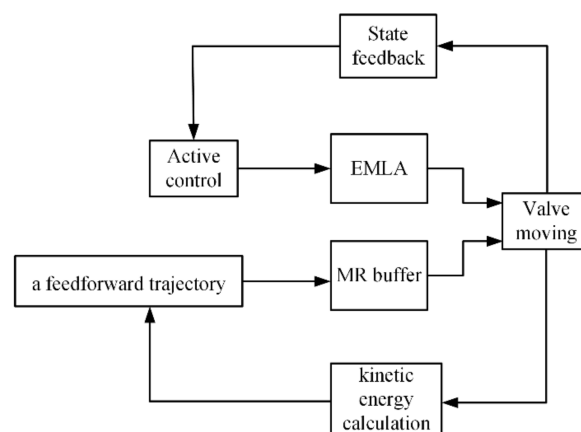 State
feedback
Active
control
EMLA
Valve
moving
a feedforward trajectory
MR buffer
kinetic
energy
calculation